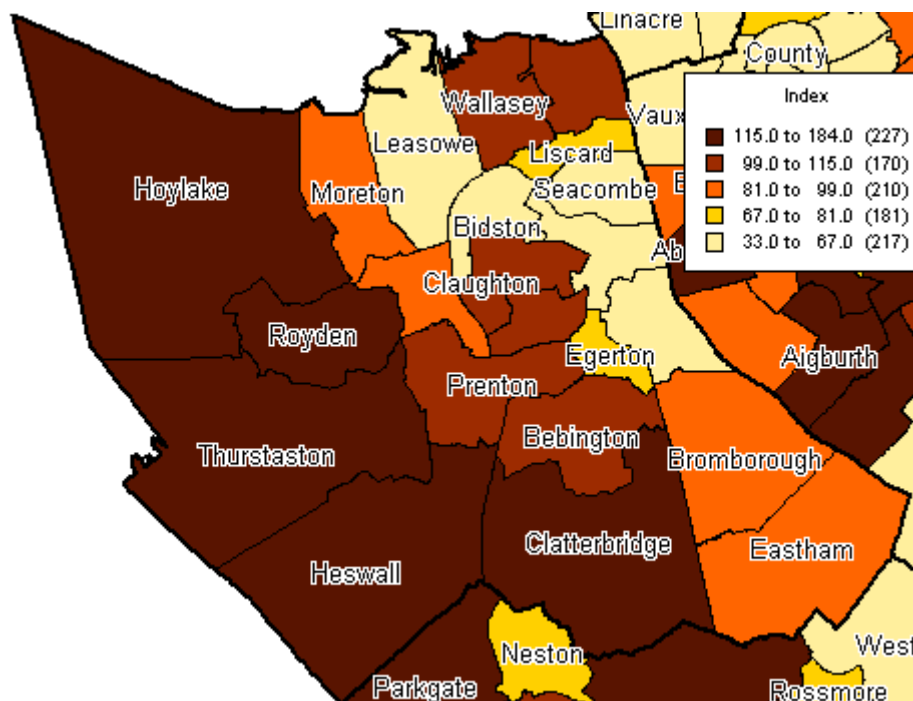 Linacre
County
Wallasey
Vaux
Leasowe
Liscard
Hoylake
Moreton
Seacombe
Bidston
Ab
Claughton
Royden
Egerton
Aigburth
Prenton
Bebington
Thurstaston
Bromborough
Clatterbridge
Eastham
Heswall
Neston
West
Parkgate
Rossmore
Index
115.0 to 184.0 (227)
99.0 to 115.0 (170)
81.0 to 99.0 (210)
67.0 to 81.0 (181)
33.0 to 67.0 (217)